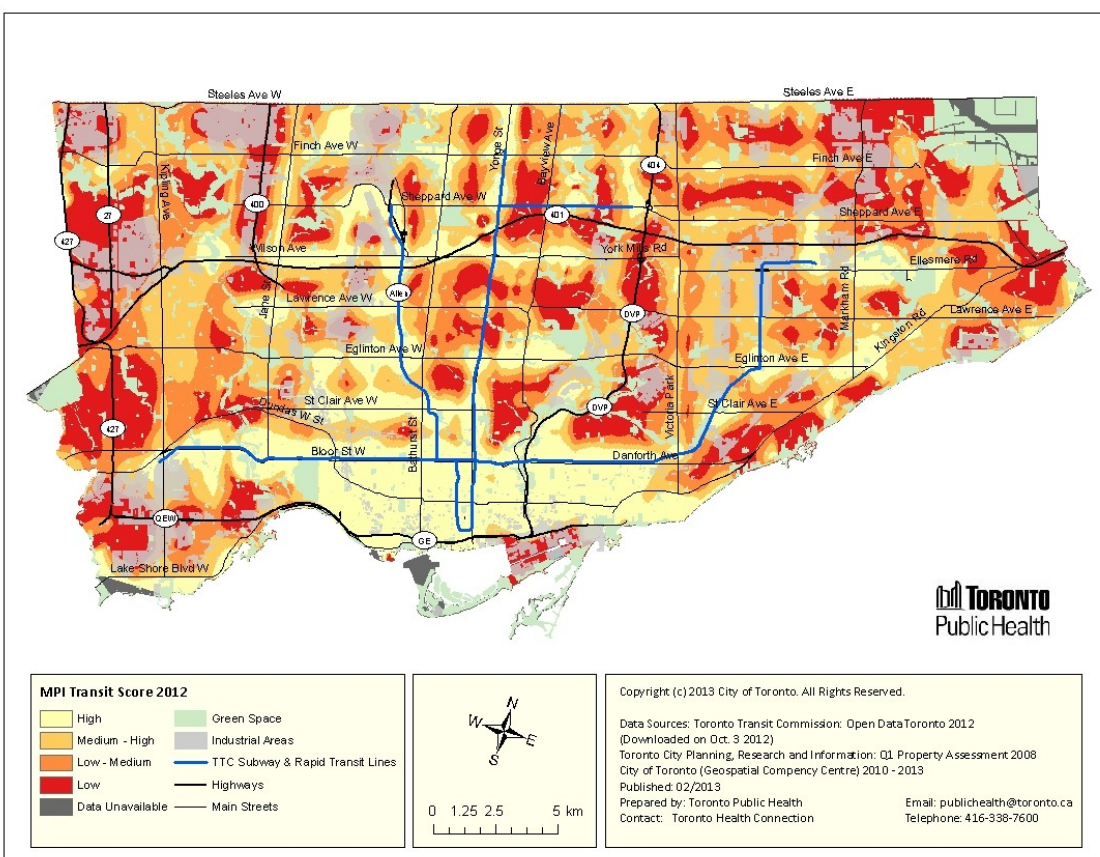 Steeles Ave W
Steeles Ave E
Finch Ave W
Yonge St
Bayview Ave
404
Finch Ave E
Kipling Ave
27
400
Sheppard Ave W
401
Sheppard Ave E
427
Wilson Ave
York Mills Rd
Ellesmere Rd
Jane St
Lawrence Ave W
Allen
DVP
Markham Rd
Lawrence Ave E
Kingston Rd
Eglinton Ave W
Eglinton Ave E
Dundas W St
St Clair Ave W
DVP
Victoria Park
St Clair Ave E
427
Bloor St W
Bathurst St
Danforth Ave
QEW
GE
Lake Shore Blvd W
TORONTO
Public Health
MPI Transit Score 2012
High
Medium - High
Low - Medium
Low
Data Unavailable
Green Space
Industrial Areas
TTC Subway & Rapid Transit Lines
Highways
Main Streets
N
W
E
S
0 1.25 2.5 5 km
Copyright (c) 2013 City of Toronto. All Rights Reserved.
Data Sources: Toronto Transit Commission: Open DataToronto 2012
(Downloaded on Oct. 3 2012)
Toronto City Planning, Research and Information: Q1 Property Assessment 2008
City of Toronto (Geospatial Compency Centre) 2010 - 2013
Published: 02/2013
Prepared by: Toronto Public Health Email: publichealth@toronto.ca
Contact: Toronto Health Connection Telephone: 416-338-7600